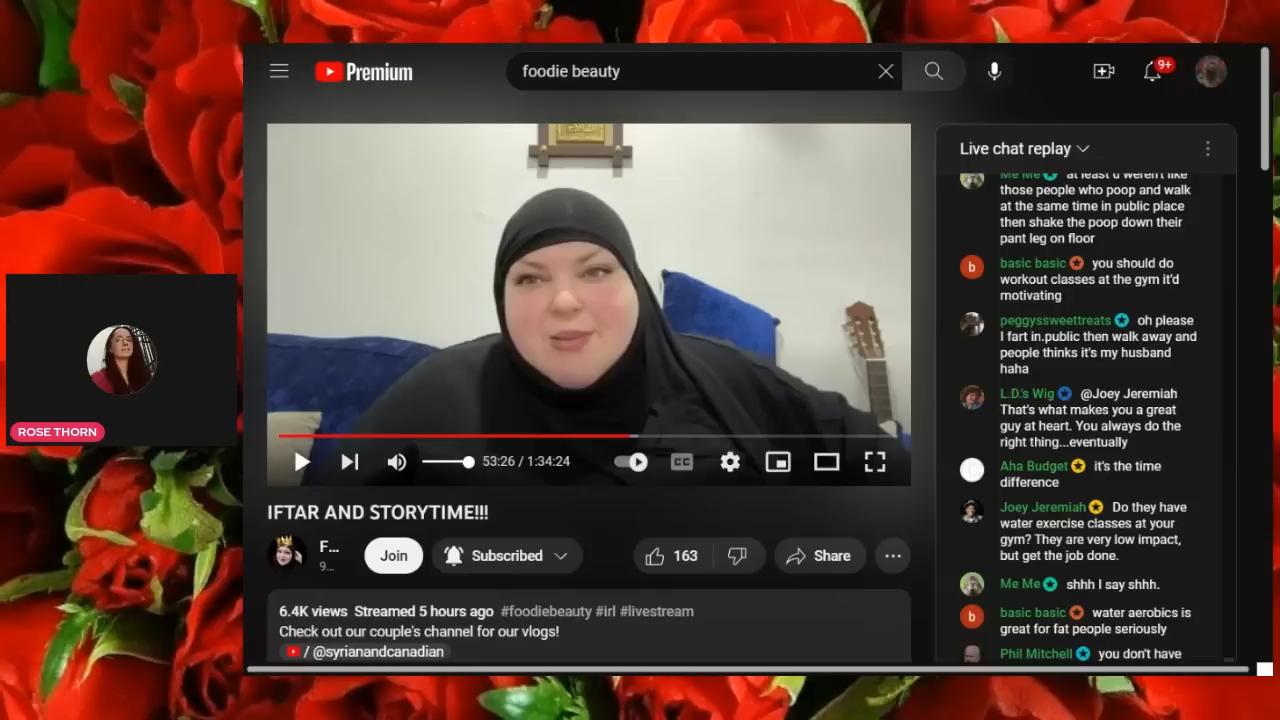 Premium
foodie beauty
9+
ROSE THORN
53:26 / 1:34:24
CC
IFTAR AND STORYTIME!!!
F...
9...
Join
Subscribed
163
Share
6.4K views Streamed 5 hours ago #foodiebeauty #irl #livestream
Check out our couple's channel for our vlogs!
/ @syrianandcanadian
Live chat replay
Me Me at least u weren't like
those people who poop and walk
at the same time in public place
then shake the poop down their
pant leg on floor
b
basic basic you should do
workout classes at the gym it'd
motivating
peggyssweettreats oh please
I fart in.public then walk away and
people thinks it's my husband
haha
L.D.'s Wig @Joey Jeremiah
That's what makes you a great
guy at heart. You always do the
right thing...eventually
Aha Budget it's the time
difference
Joey Jeremiah Do they have
water exercise classes at your
gym? They are very low impact,
but get the job done.
Me Me shhh I say shhh.
b
basic basic water aerobics is
great for fat people seriously
Phil Mitchell you don't have